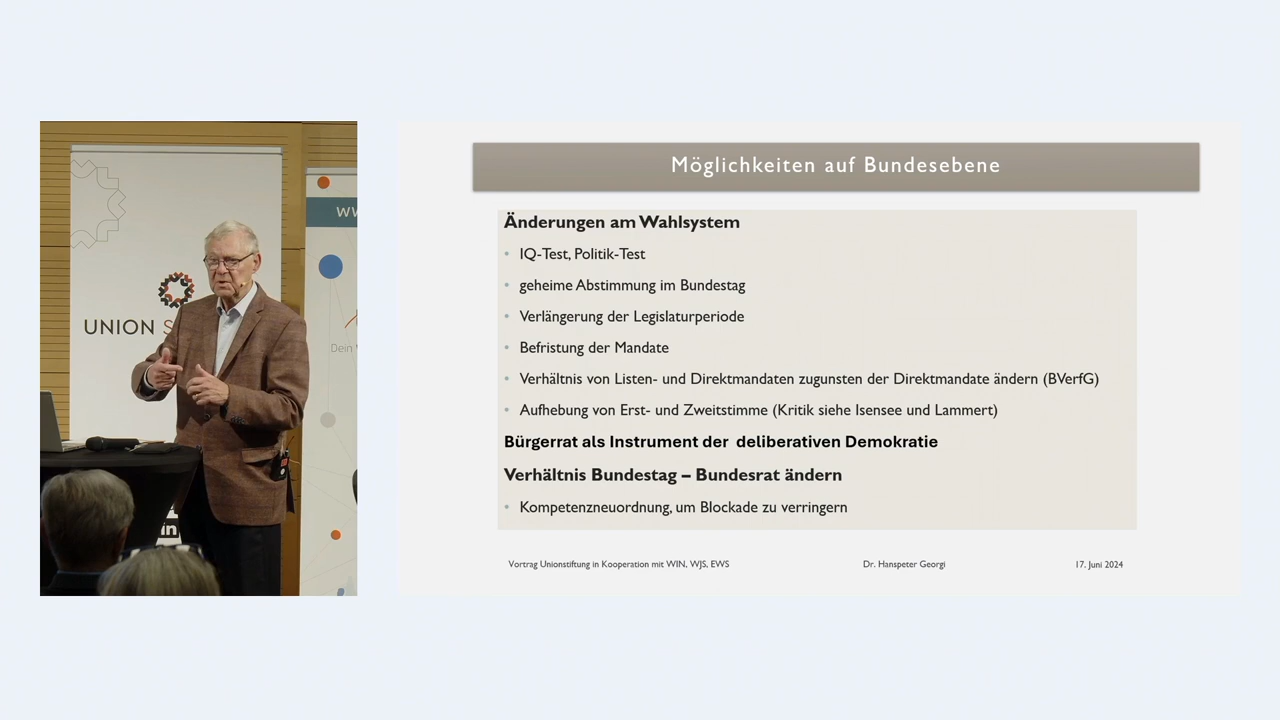 UNION
WW
Dein
in
Möglichkeiten auf Bundesebene
Änderungen am Wahlsystem
• IQ-Test, Politik-Test
• geheime Abstimmung im Bundestag
• Verlängerung der Legislaturperiode
• Befristung der Mandate
• Verhältnis von Listen- und Direktmandaten zugunsten der Direktmandate ändern (BVerfG)
• Aufhebung von Erst- und Zweitstimme (Kritik siehe Isensee und Lammert)
Bürgerrat als Instrument der deliberativen Demokratie
Verhältnis Bundestag – Bundesrat ändern
• Kompetenzneuordnung, um Blockade zu verringern
Vortrag Unionstiftung in Kooperation mit WIN, WJS, EWS
Dr. Hanspeter Georgi
17. Juni 2024